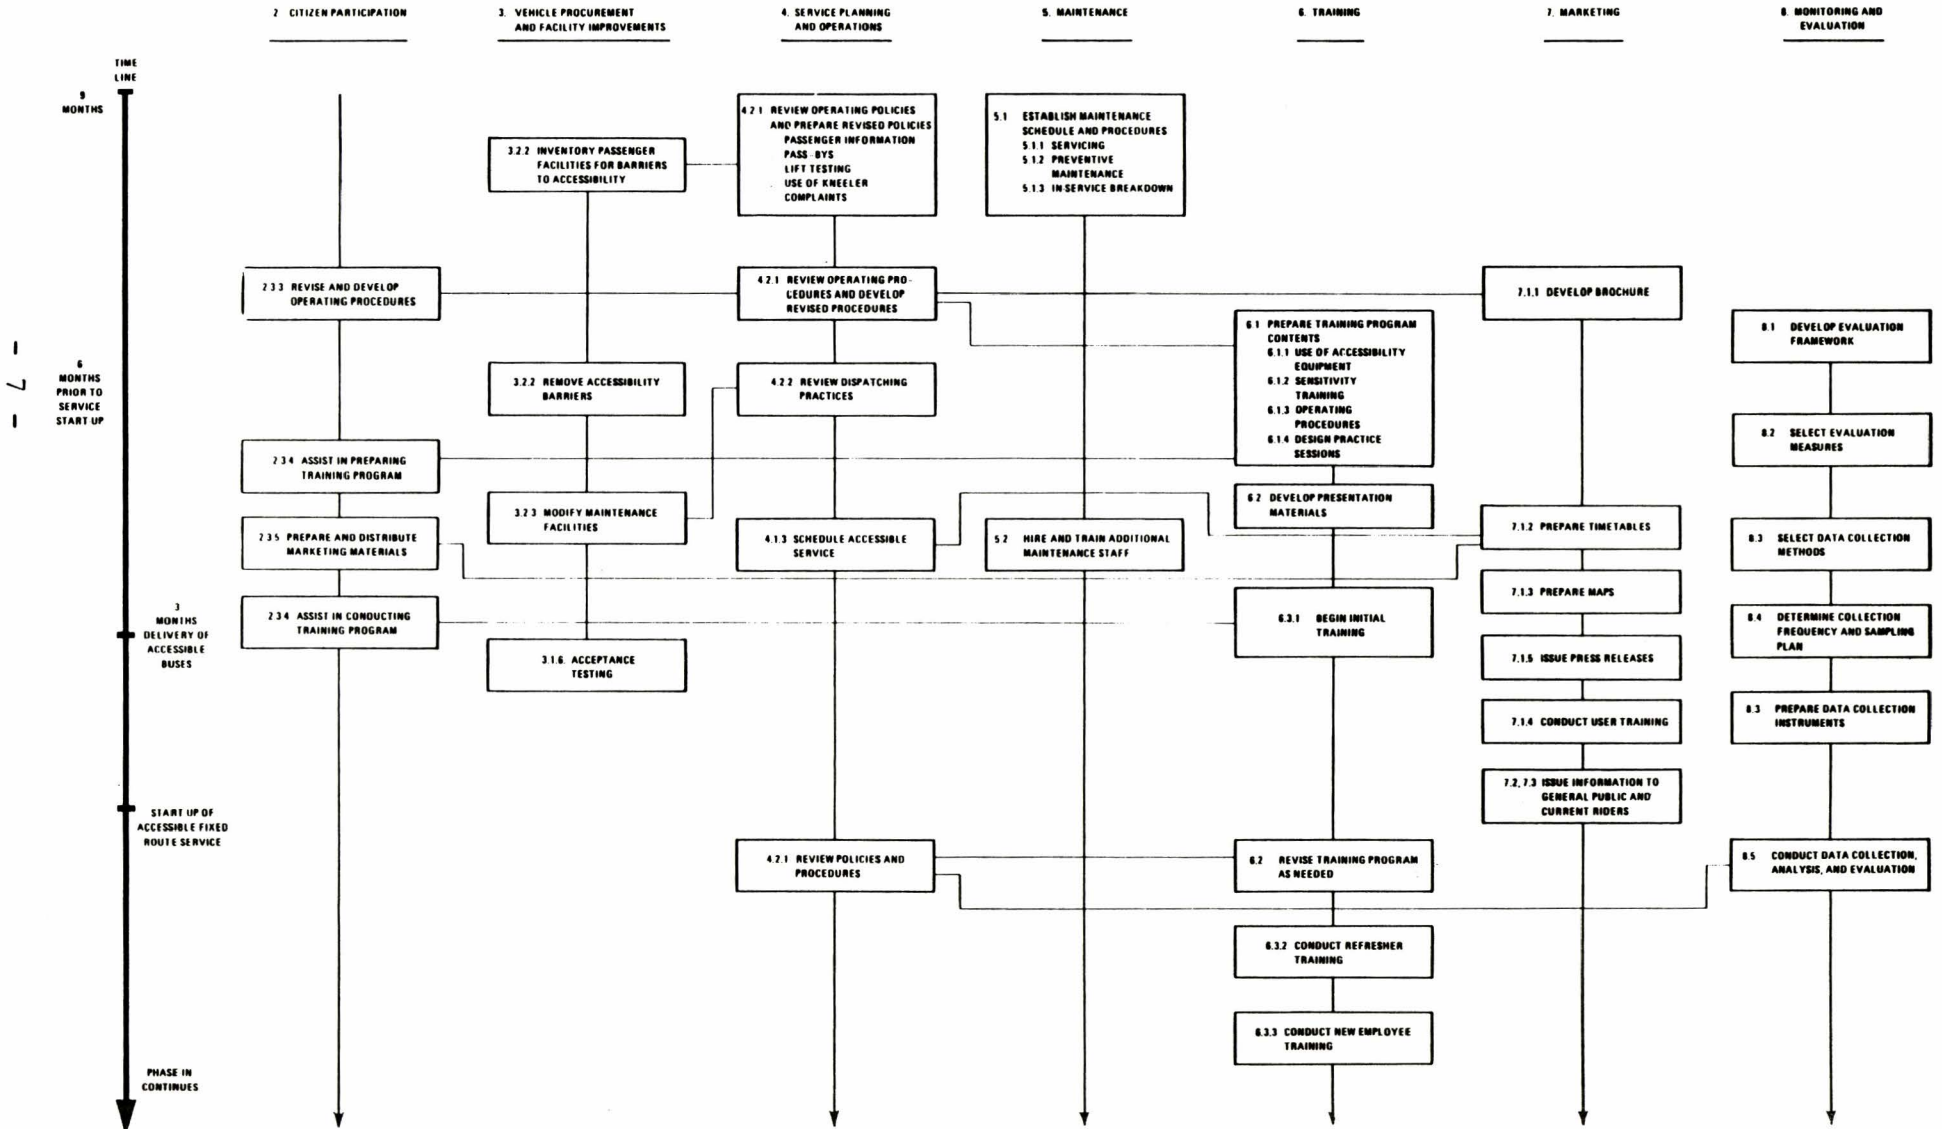 2 CITIZEN PARTICIPATION
3. VEHICLE PROCUREMENT
AND FACILITY IMPROVEMENTS
4. SERVICE PLANNING
AND OPERATIONS
5. MAINTENANCE
6. TRAINING
7. MARKETING
8. MONITORING AND
EVALUATION
TIME
LINE
9
MONTHS
6
MONTHS
PRIOR TO
SERVICE
START UP
3
MONTHS
DELIVERY OF
ACCESSIBLE
BUSES
START UP OF
ACCESSIBLE FIXED
ROUTE SERVICE
PHASE IN
CONTINUES
- 7 -
2 3 3 REVISE AND DEVELOP
OPERATING PROCEDURES
2 3 4 ASSIST IN PREPARING
TRAINING PROGRAM
2 3 5 PREPARE AND DISTRIBUTE
MARKETING MATERIALS
2 3 4 ASSIST IN CONDUCTING
TRAINING PROGRAM
3.2.2 INVENTORY PASSENGER
FACILITIES FOR BARRIERS
TO ACCESSIBILITY
3.2.2 REMOVE ACCESSIBILITY
BARRIERS
3.2.3 MODIFY MAINTENANCE
FACILITIES
3.1.6. ACCEPTANCE
TESTING
4.2 1 REVIEW OPERATING POLICIES
AND PREPARE REVISED POLICIES
PASSENGER INFORMATION
PASS-BYS
LIFT TESTING
USE OF KNEELER
COMPLAINTS
4.2.1 REVIEW OPERATING PRO-
CEDURES AND DEVELOP
REVISED PROCEDURES
4.2 2 REVIEW DISPATCHING
PRACTICES
4.1.3 SCHEDULE ACCESSIBLE
SERVICE
4.2.1 REVIEW POLICIES AND
PROCEDURES
5.1 ESTABLISH MAINTENANCE
SCHEDULE AND PROCEDURES
5.1.1 SERVICING
5.1.2 PREVENTIVE
MAINTENANCE
5.1.3 IN-SERVICE BREAKDOWN
5.2 HIRE AND TRAIN ADDITIONAL
MAINTENANCE STAFF
6.1 PREPARE TRAINING PROGRAM
CONTENTS
6.1.1 USE OF ACCESSIBILITY
EQUIPMENT
6.1.2 SENSITIVITY
TRAINING
6.1.3 OPERATING
PROCEDURES
6.1.4 DESIGN PRACTICE
SESSIONS
6.2 DEVELOP PRESENTATION
MATERIALS
6.3.1 BEGIN INITIAL
TRAINING
6.2 REVISE TRAINING PROGRAM
AS NEEDED
6.3.2 CONDUCT REFRESHER
TRAINING
6.3.3 CONDUCT NEW EMPLOYEE
TRAINING
7.1.1 DEVELOP BROCHURE
7.1.2 PREPARE TIMETABLES
7.1.3 PREPARE MAPS
7.1.5 ISSUE PRESS RELEASES
7.1.4 CONDUCT USER TRAINING
7.2, 7.3 ISSUE INFORMATION TO
GENERAL PUBLIC AND
CURRENT RIDERS
8.1 DEVELOP EVALUATION
FRAMEWORK
8.2 SELECT EVALUATION
MEASURES
8.3 SELECT DATA COLLECTION
METHODS
8.4 DETERMINE COLLECTION
FREQUENCY AND SAMPLING
PLAN
8.3 PREPARE DATA COLLECTION
INSTRUMENTS
8.5 CONDUCT DATA COLLECTION,
ANALYSIS, AND EVALUATION